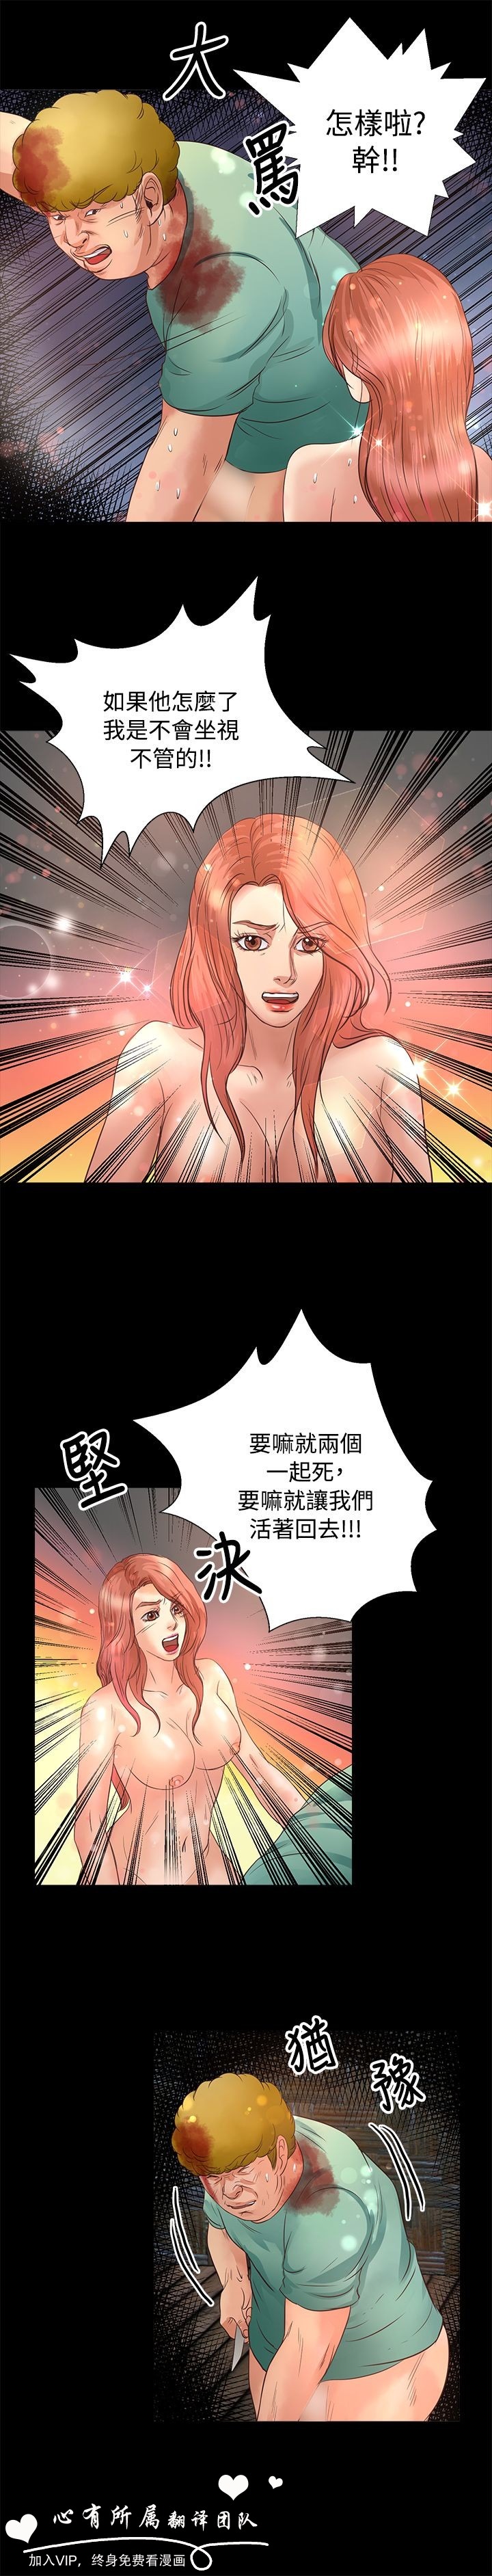 大
罵
怎樣啦?
幹!!
如果他怎麼了
我是不會坐視
不管的!!
要嘛就兩個
一起死,
要嘛就讓我們
活著回去!!!
堅
決
猶
豫
心有所属翻译团队
加入VIP，终身免费看漫画